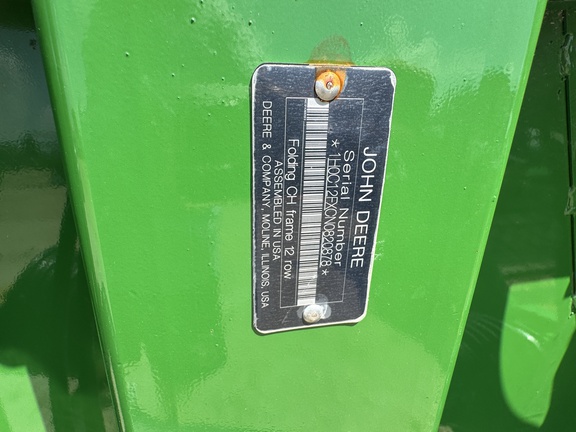 JOHN DEERE
Serial Number
*1H0C12FXCN0820878*
Folding CH frame 12 row
ASSEMBLED IN USA
DEERE & COMPANY, MOLINE, ILLINOIS, USA